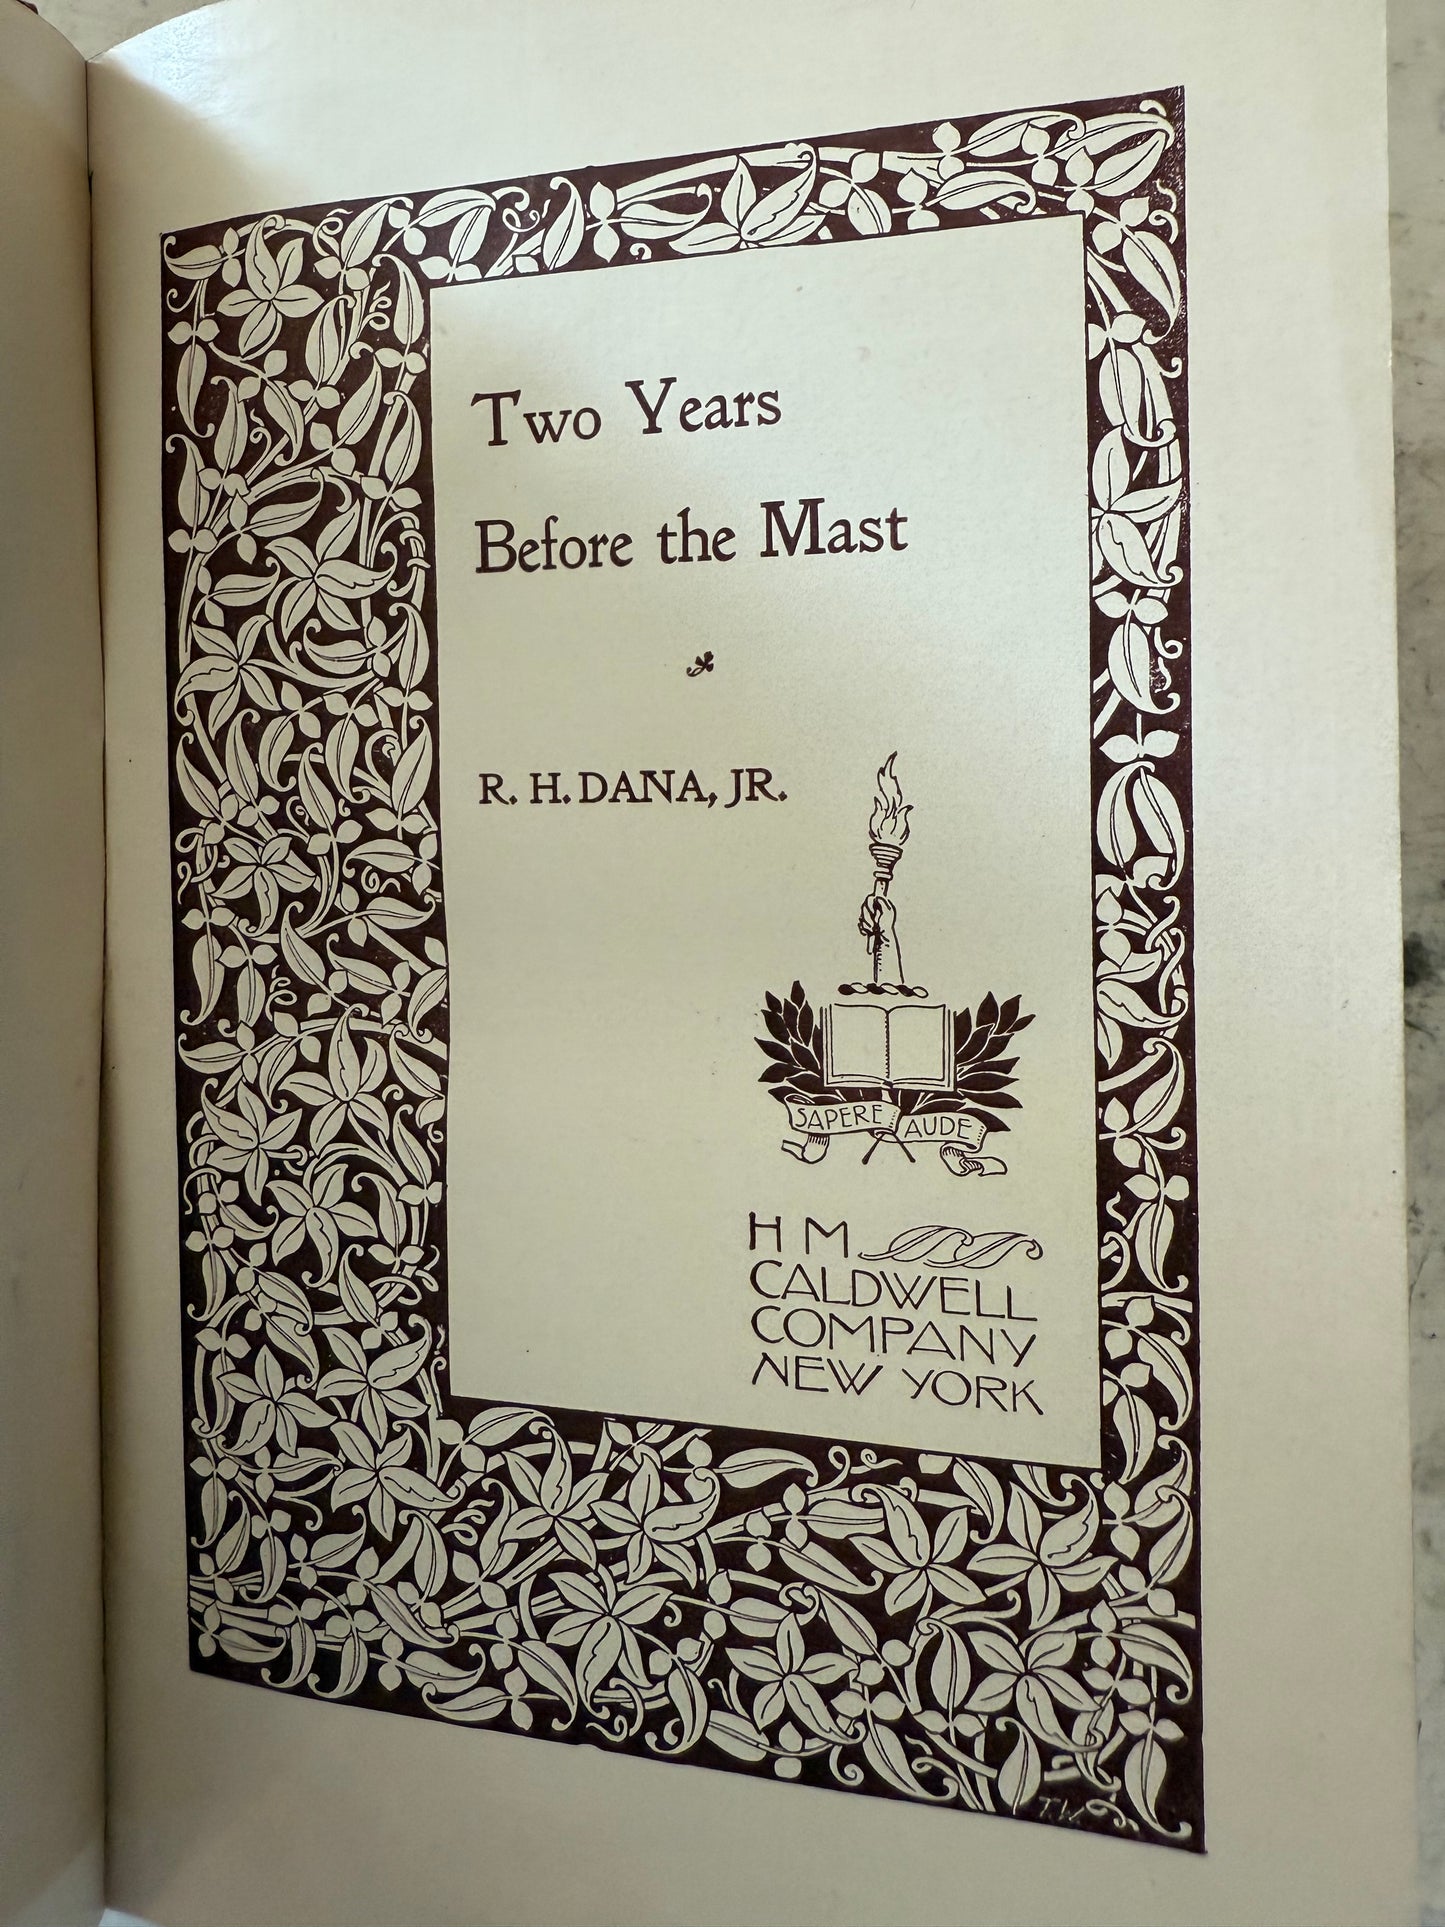 Two Years
Before the Mast
R. H. DANA, JR.
SAPERE AUDE
H M
CALDWELL
COMPANY
NEW YORK
T.W